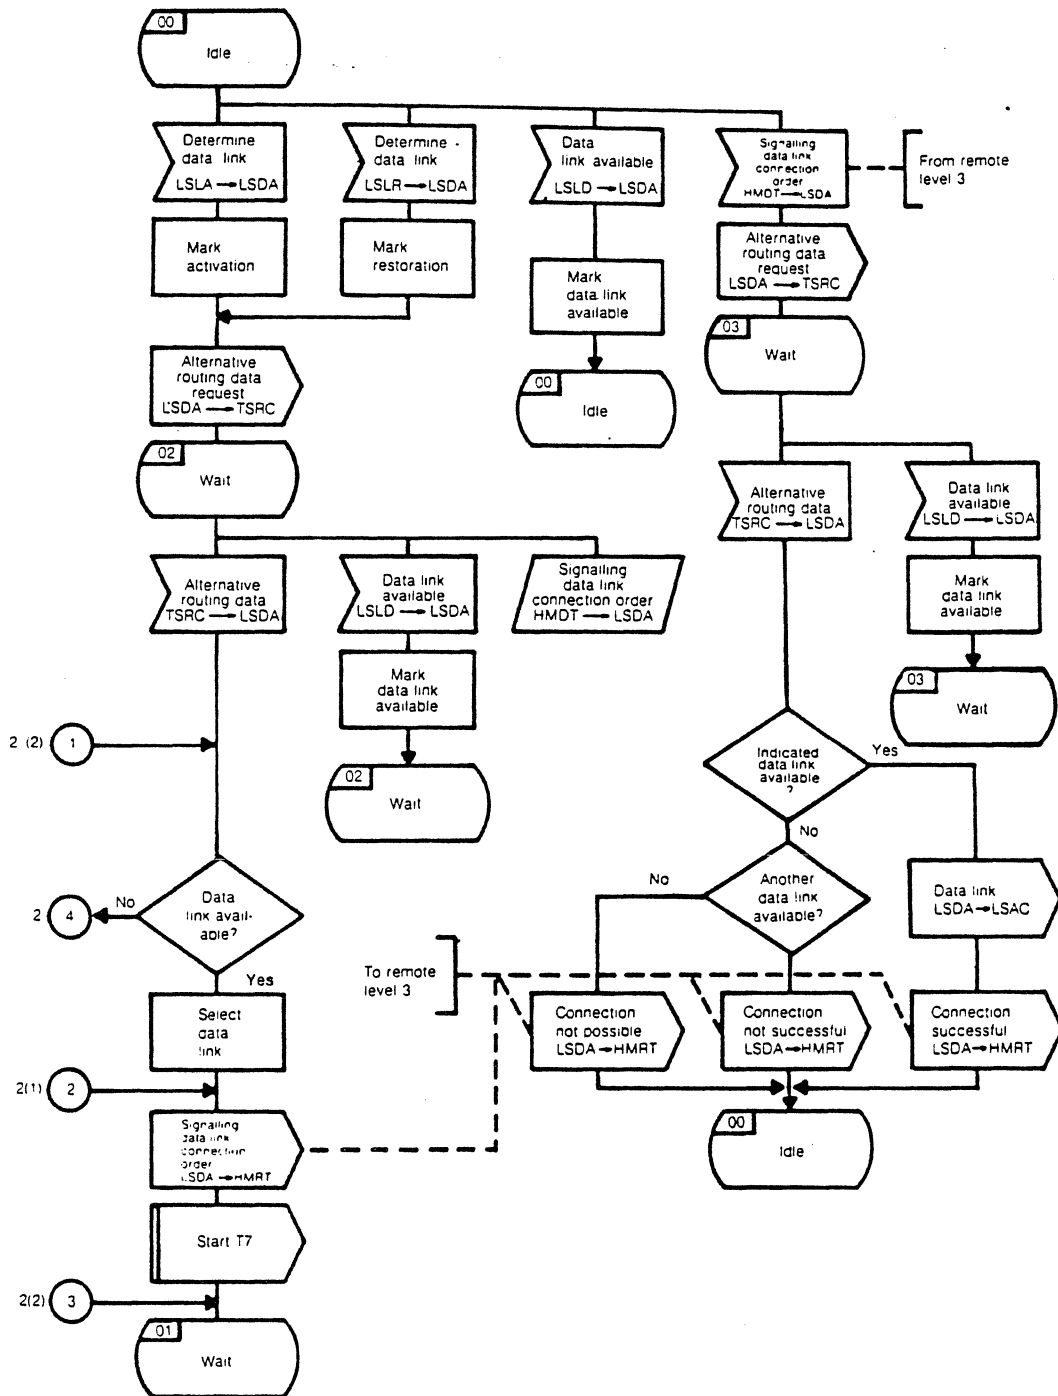 00
Idle
Determine
data link
LSLA → LSDA
Determine -
data link
LSLR → LSDA
Data
link available
LSLD → LSDA
Signalling
data link
connection
order
HMDT → LSDA
From remote
level 3
Mark
activation
Mark
restoration
Mark
data link
available
Alternative
routing data
request
LSDA → TSRC
03
Wait
Alternative
routing data
request
LSDA → TSRC
00
Idle
02
Wait
Alternative
routing data
TSRC → LSDA
Data link
available
LSLD → LSDA
Alternative
routing data
TSRC → LSDA
Data link
available
LSLD → LSDA
Signalling
data link
connection order
HMDT → LSDA
Mark
data link
available
Mark
data link
available
03
Wait
2 (2)
1
02
Wait
Indicated
data link
available
?
Yes
No
2
4
No
Data
link avail-
able?
Yes
No
Another
data link
available?
Data link
LSDA → LSAC
To remote
level 3
Select
data
link
Connection
not possible
LSDA → HMRT
Connection
not successful
LSDA → HMRT
Connection
successful
LSDA → HMRT
2(1)
2
Signalling
data link
connection
order
LSDA → HMRT
00
Idle
Start T7
2(2)
3
01
Wait